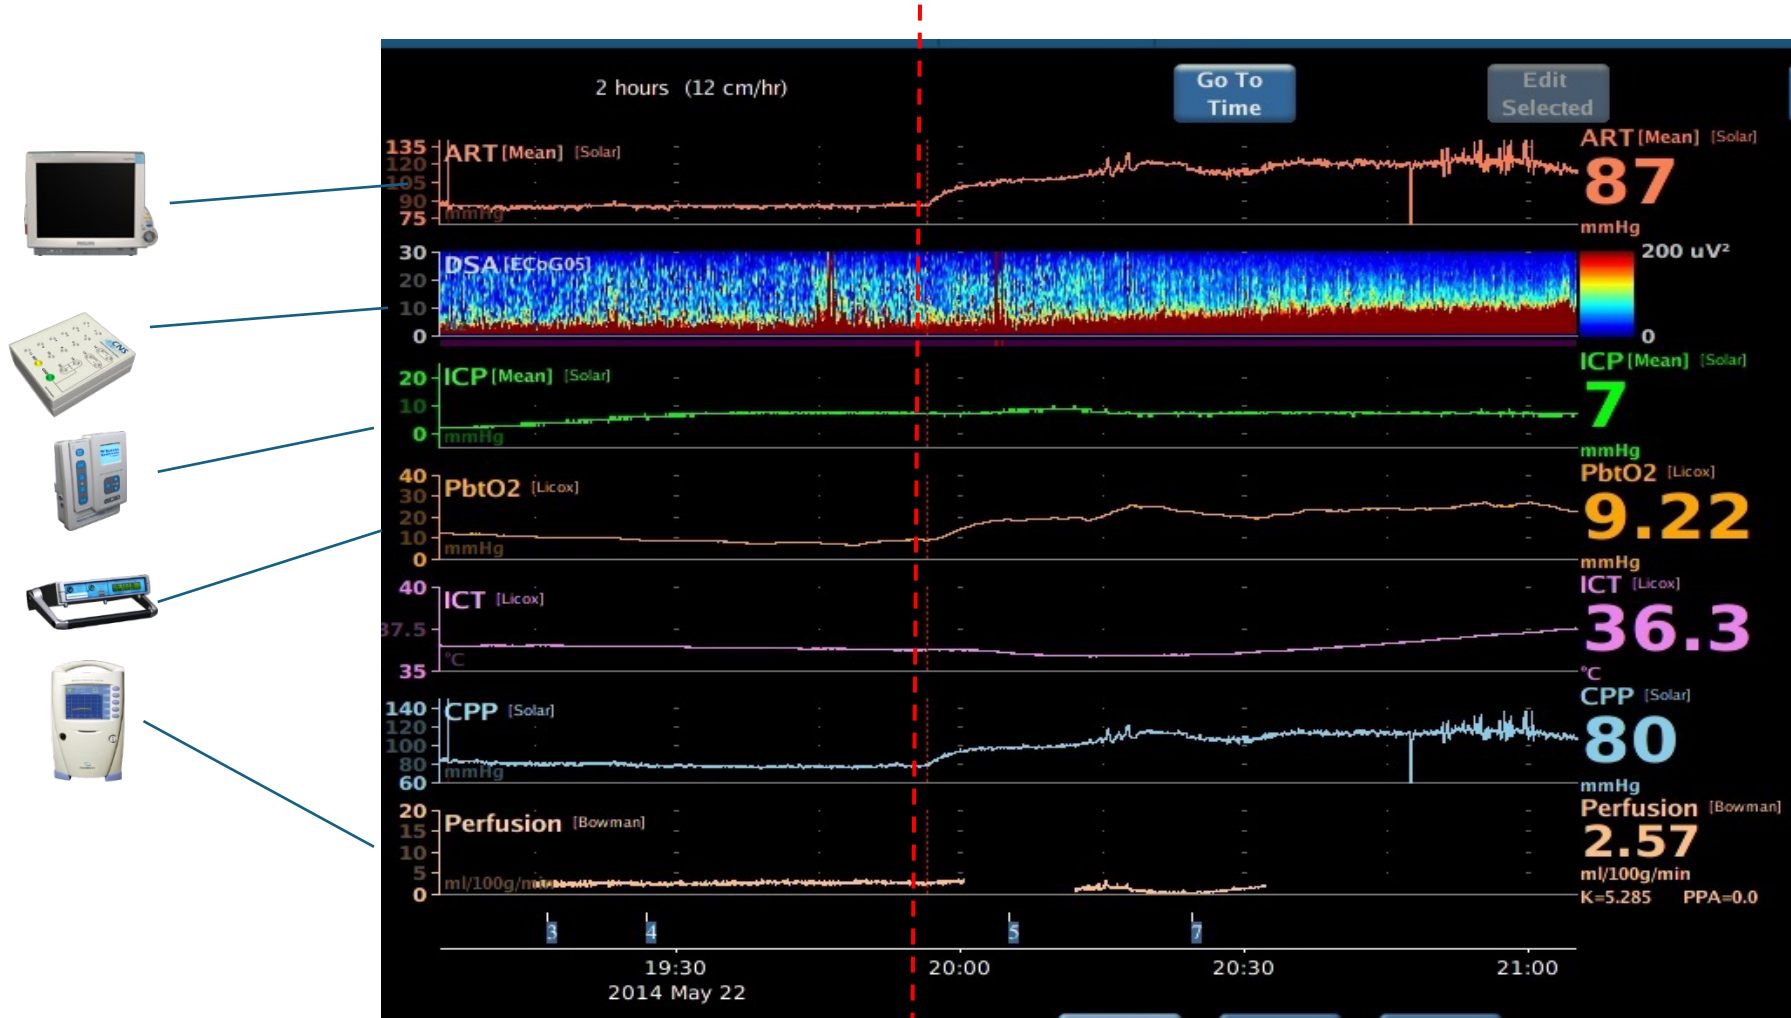 2 hours (12 cm/hr)
Go To
Time
Edit
Selected
135
120
105
90
75
ART [Mean] [Solar]
mmHg
ART [Mean] [Solar]
87
mmHg
30
20
10
0
DSA [ECoG05]
200 uV²
0
20
10
0
ICP [Mean] [Solar]
mmHg
ICP [Mean] [Solar]
7
mmHg
40
30
20
10
0
PbtO2 [Licox]
mmHg
PbtO2 [Licox]
9.22
mmHg
40
37.5
35
ICT [Licox]
°C
ICT [Licox]
36.3
°C
140
120
100
80
60
CPP [Solar]
mmHg
CPP [Solar]
80
mmHg
20
15
10
5
0
Perfusion [Bowman]
ml/100g/min
Perfusion [Bowman]
2.57
ml/100g/min
K=5.285 PPA=0.0
3 4 5 7
19:30 20:00 20:30 21:00
2014 May 22
PHILIPS
CNS